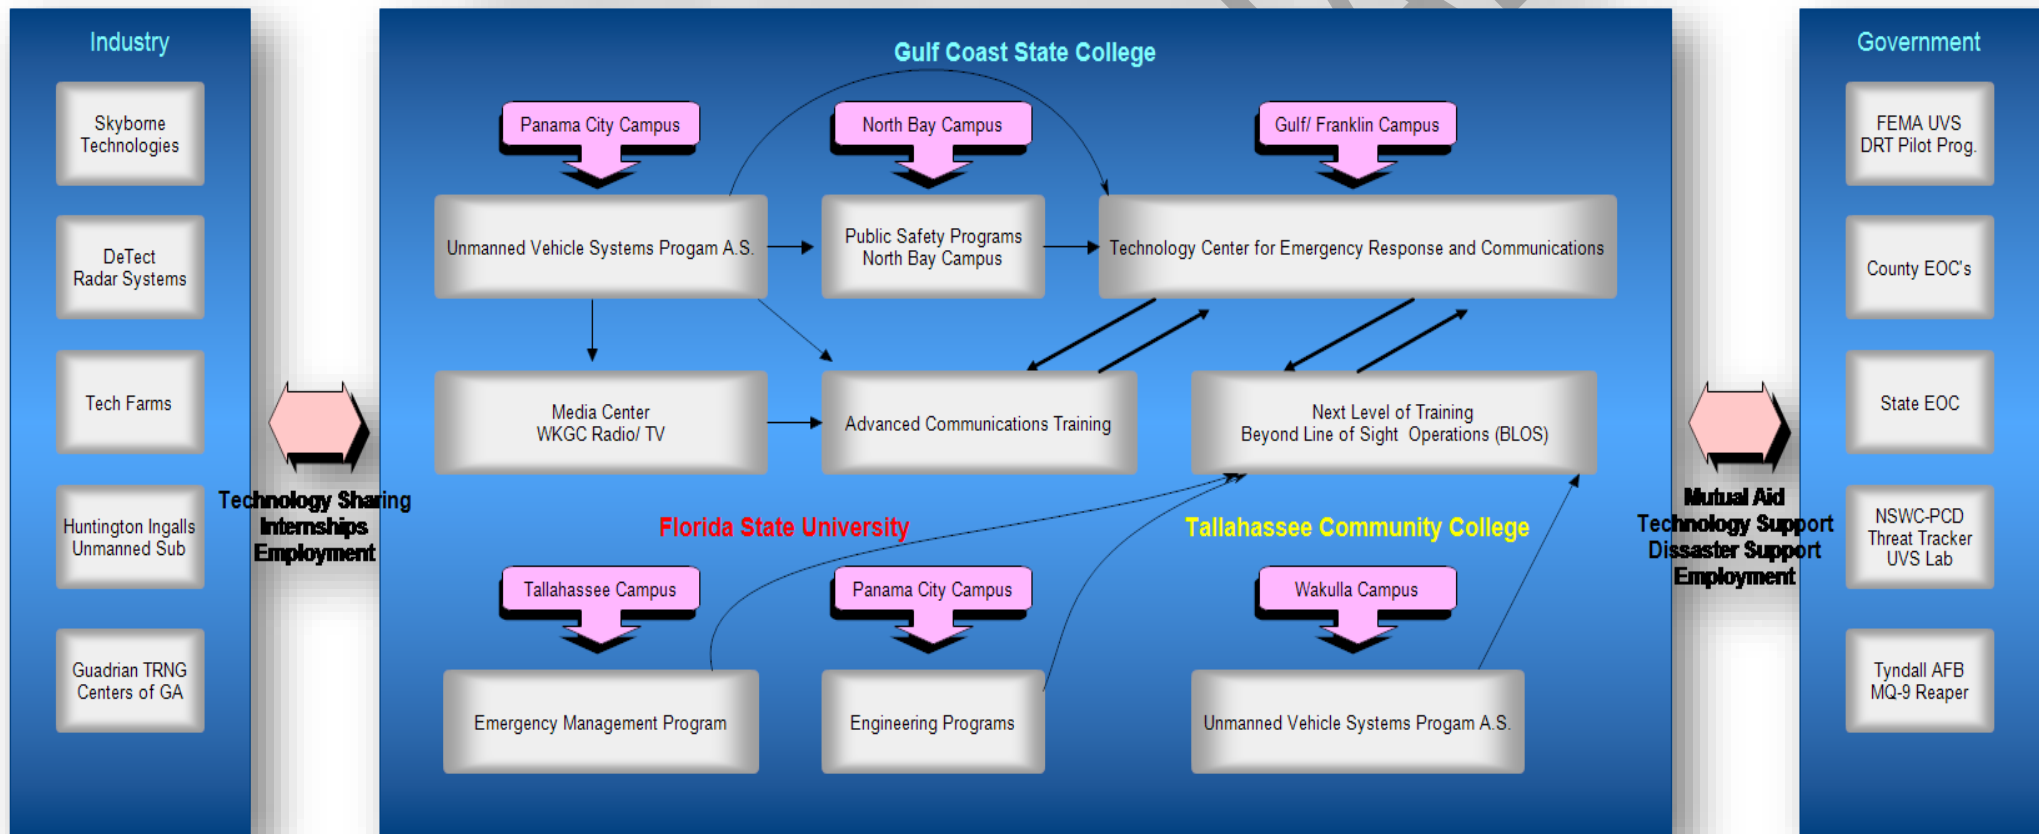 Industry
Skyborne
Technologies
DeTect
Radar Systems
Tech Farms
Huntington Ingalls
Unmanned Sub
Guadrian TRNG
Centers of GA
Technology Sharing
Internships
Employment
Gulf Coast State College
Panama City Campus
North Bay Campus
Gulf/ Franklin Campus
Unmanned Vehicle Systems Progam A.S.
Public Safety Programs
North Bay Campus
Technology Center for Emergency Response and Communications
Media Center
WKGC Radio/ TV
Advanced Communications Training
Next Level of Training
Beyond Line of Sight Operations (BLOS)
Florida State University
Tallahassee Community College
Tallahassee Campus
Panama City Campus
Wakulla Campus
Emergency Management Program
Engineering Programs
Unmanned Vehicle Systems Progam A.S.
Mutual Aid
Technology Support
Dissaster Support
Employment
Government
FEMA UVS
DRT Pilot Prog.
County EOC's
State EOC
NSWC-PCD
Threat Tracker
UVS Lab
Tyndall AFB
MQ-9 Reaper